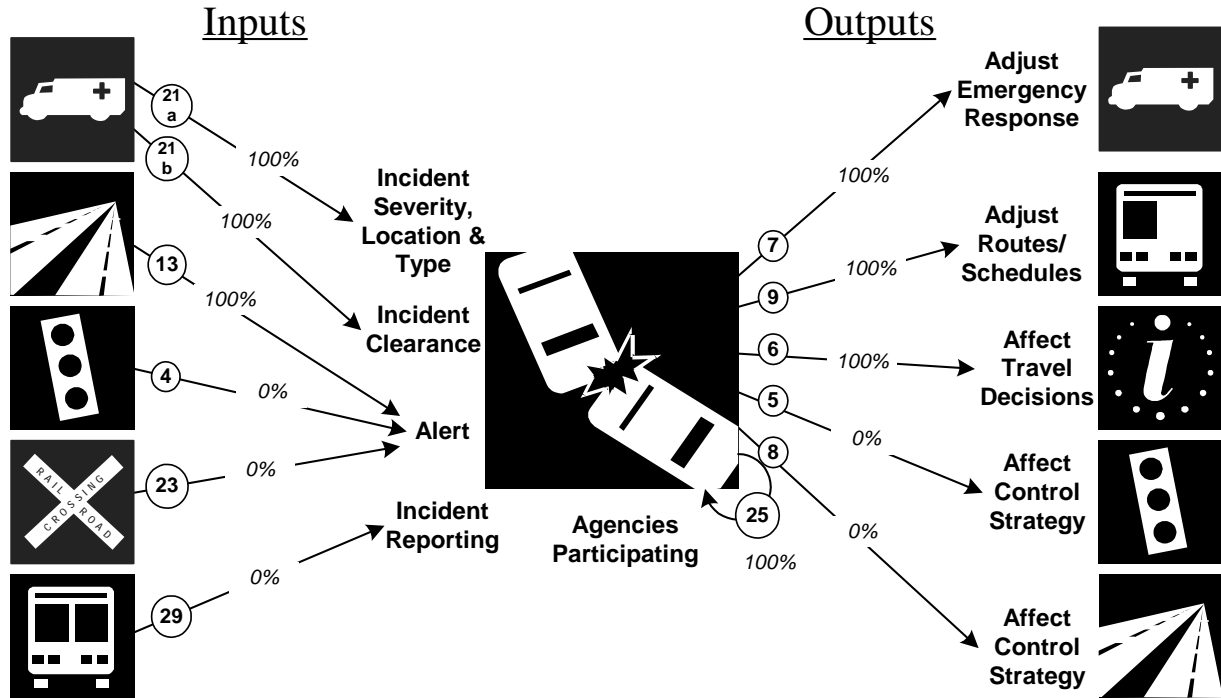 Inputs
Outputs
21
a
100%
21
b
100%
13
100%
4
0%
RAIL
CROSSING
ROAD
23
0%
29
0%
Incident
Severity,
Location &
Type
Incident
Clearance
Alert
Incident
Reporting
Agencies
Participating
25
100%
7
100%
9
100%
6
100%
5
0%
8
0%
Adjust
Emergency
Response
Adjust
Routes/
Schedules
Affect
Travel
Decisions
i
Affect
Control
Strategy
Affect
Control
Strategy